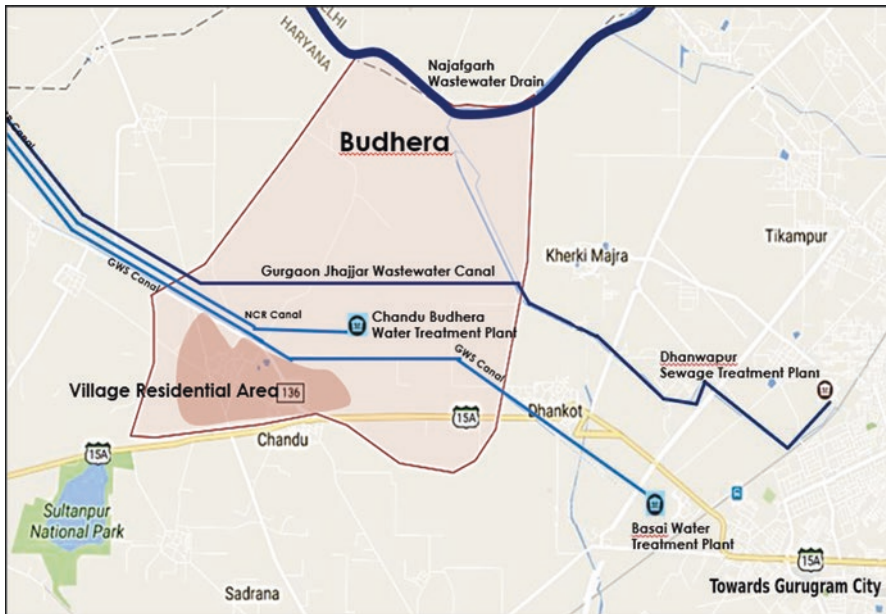 DELHI
HARYANA
Najafgarh
Wastewater Drain
Budhera
NCR Canal
GWS Canal
Gurgaon Jhajjar Wastewater Canal
Kherki Majra
Tikampur
NCR Canal
Chandu Budhera
Water Treatment Plant
GWS Canal
Dhanwapur
Sewage Treatment Plant
Village Residential Area
136
15A
Dhankot
Chandu
15A
Sultanpur
National Park
Basai Water
Treatment Plant
15A
Sadrana
Towards Gurugram City